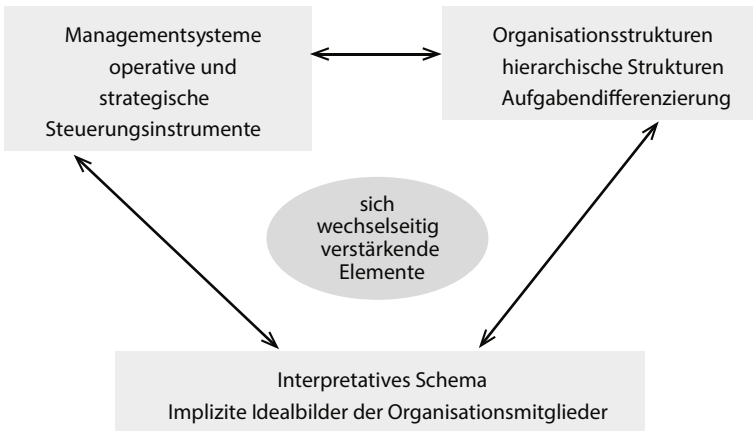 Managementsysteme
operative und
strategische
Steuerungsinstrumente
Organisationsstrukturen
hierarchische Strukturen
Aufgabendifferenzierung
sich
wechselseitig
verstärkende
Elemente
Interpretatives Schema
Implizite Idealbilder der Organisationsmitglieder